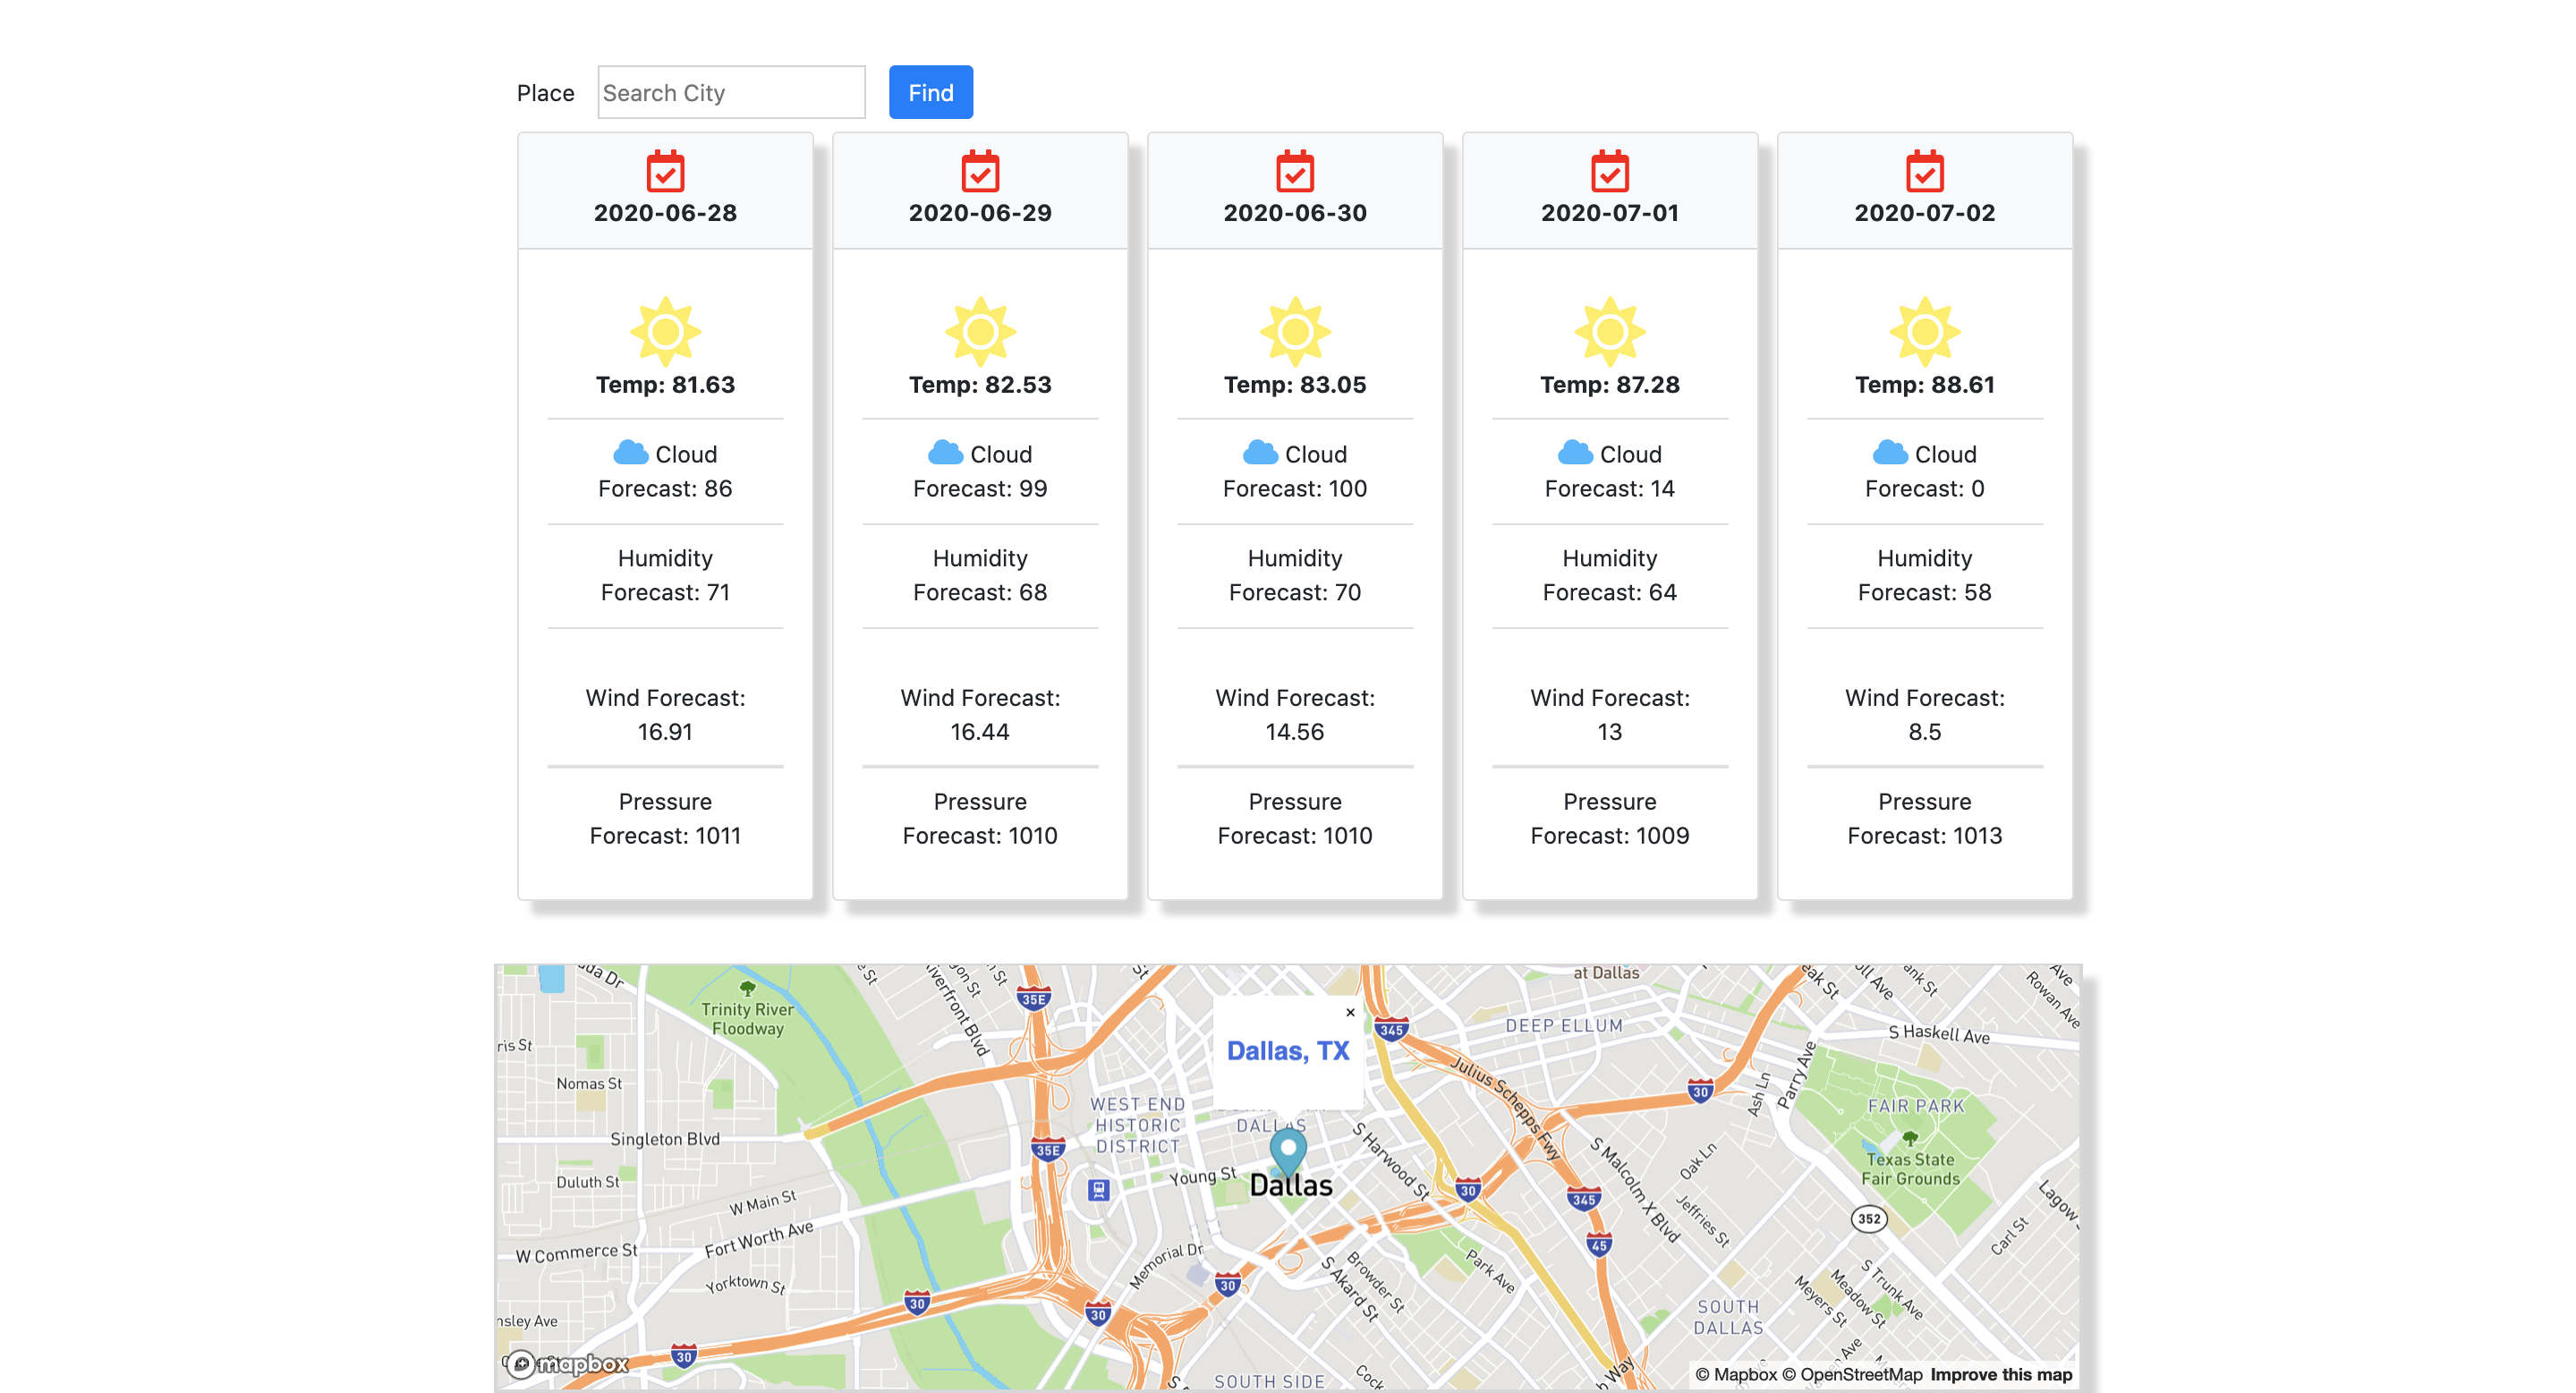 Place
Search City
Find
2020-06-28
Temp: 81.63
Cloud
Forecast: 86
Humidity
Forecast: 71
Wind Forecast:
16.91
Pressure
Forecast: 1011
2020-06-29
Temp: 82.53
Cloud
Forecast: 99
Humidity
Forecast: 68
Wind Forecast:
16.44
Pressure
Forecast: 1010
2020-06-30
Temp: 83.05
Cloud
Forecast: 100
Humidity
Forecast: 70
Wind Forecast:
14.56
Pressure
Forecast: 1010
2020-07-01
Temp: 87.28
Cloud
Forecast: 14
Humidity
Forecast: 64
Wind Forecast:
13
Pressure
Forecast: 1009
2020-07-02
Temp: 88.61
Cloud
Forecast: 0
Humidity
Forecast: 58
Wind Forecast:
8.5
Pressure
Forecast: 1013
Trinity River
Floodway
Riverfront Blvd
35E
×
Dallas, TX
345
at Dallas
DEEP ELLUM
S Haskell Ave
Rowan Ave
Nomas St
Singleton Blvd
WEST END
HISTORIC
DISTRICT
DALLAS
35E
Julius Schepps Fwy
30
Ash Ln
Parry Ave
FAIR PARK
Texas State
Fair Grounds
Duluth St
W Main St
Young St
Dallas
S Harwood St
30
345
S Malcolm X Blvd
Oak Ln
Jeffries St
352
Carl St
Lagow
W Commerce St
Fort Worth Ave
Yorktown St
Memorial Dr
30
S Akard St
Browder St
Park Ave
45
S Trunk Ave
Meadow St
Meyers St
30
30
30
SOUTH
DALLAS
SOUTH SIDE
mapbox
© Mapbox © OpenStreetMap Improve this map